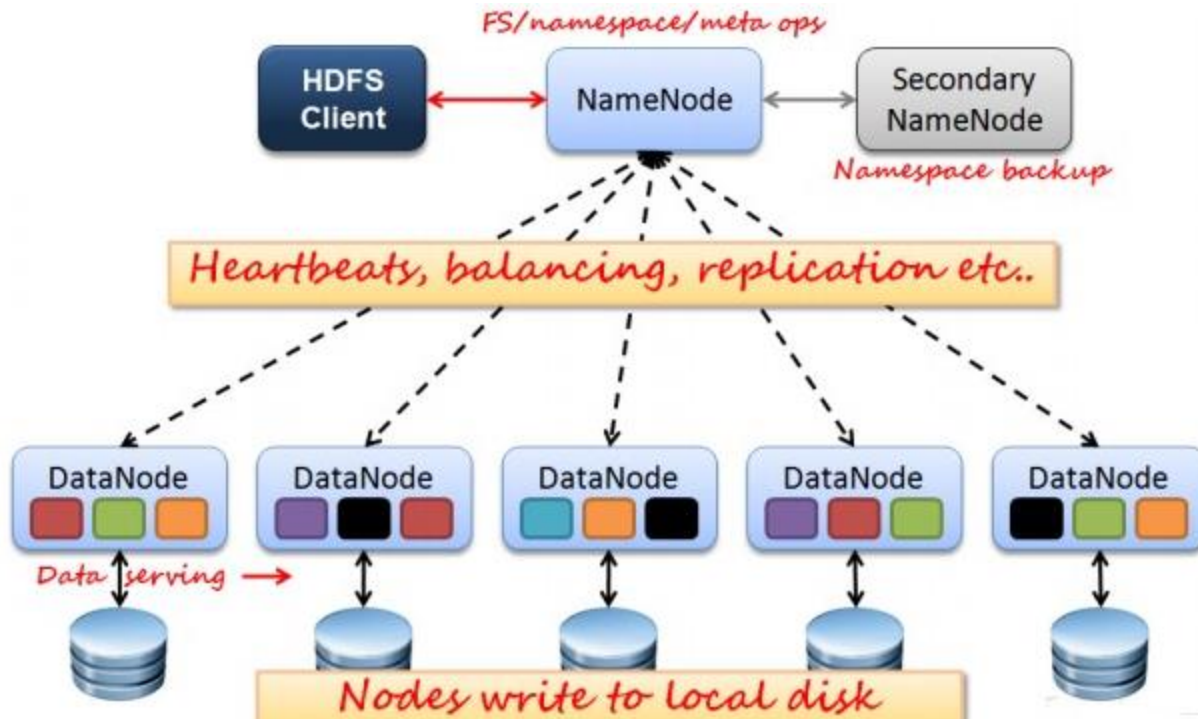 FS/namespace/meta ops
HDFS
Client
NameNode
Secondary
NameNode
Namespace backup
Heartbeats, balancing, replication etc..
DataNode
DataNode
DataNode
DataNode
DataNode
Data serving
Nodes write to local disk